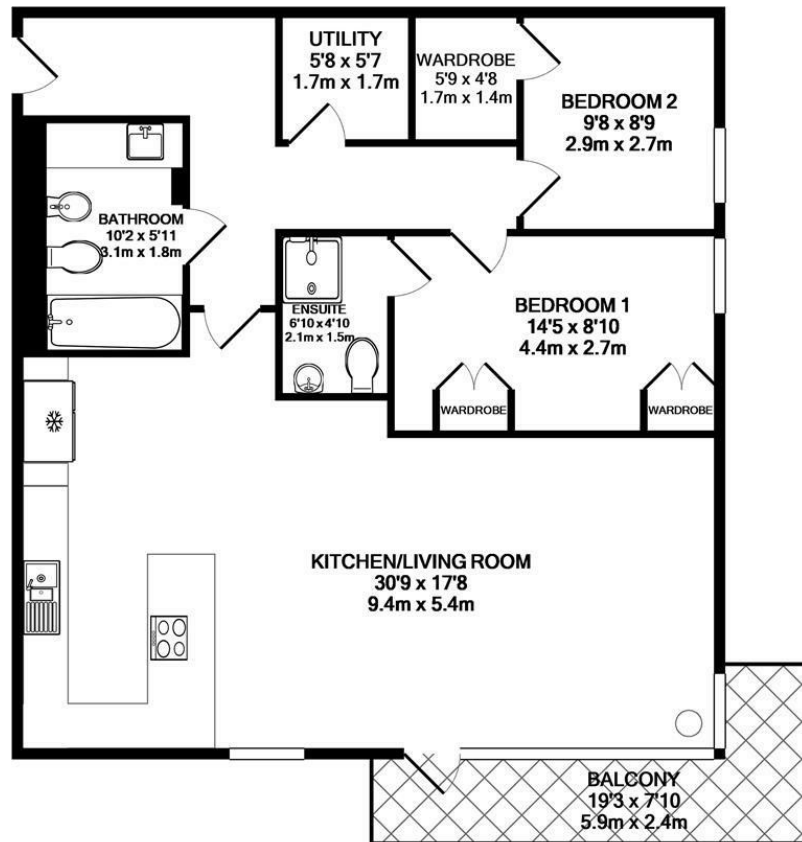 UTILITY
5'8 x 5'7
1.7m x 1.7m
WARDROBE
5'9 x 4'8
1.7m x 1.4m
BEDROOM 2
9'8 x 8'9
2.9m x 2.7m
BATHROOM
10'2 x 5'11
3.1m x 1.8m
ENSUITE
6'10 x 4'10
2.1m x 1.5m
BEDROOM 1
14'5 x 8'10
4.4m x 2.7m
WARDROBE
WARDROBE
KITCHEN/LIVING ROOM
30'9 x 17'8
9.4m x 5.4m
BALCONY
19'3 x 7'10
5.9m x 2.4m